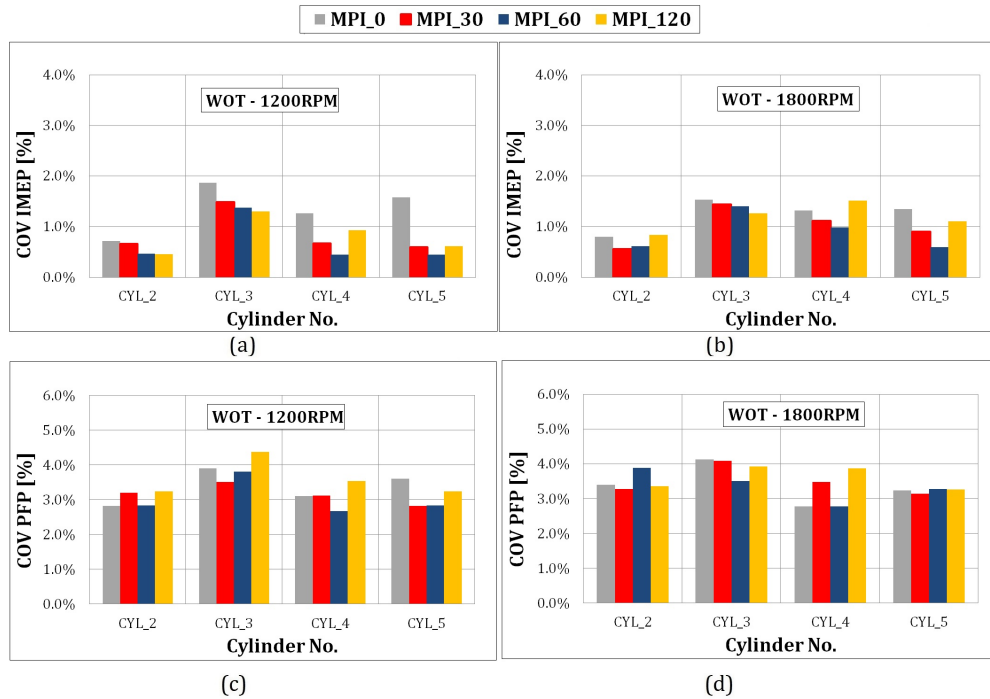 MPI_0 MPI_30 MPI_60 MPI_120
WOT - 1200RPM
COV IMEP [%]
4.0%
3.0%
2.0%
1.0%
0.0%
CYL_2 CYL_3 CYL_4 CYL_5
Cylinder No.
(a)
WOT - 1800RPM
COV IMEP [%]
4.0%
3.0%
2.0%
1.0%
0.0%
CYL_2 CYL_3 CYL_4 CYL_5
Cylinder No.
(b)
WOT - 1200RPM
COV PFP [%]
6.0%
5.0%
4.0%
3.0%
2.0%
1.0%
0.0%
CYL_2 CYL_3 CYL_4 CYL_5
Cylinder No.
(c)
WOT - 1800RPM
COV PFP [%]
6.0%
5.0%
4.0%
3.0%
2.0%
1.0%
0.0%
CYL_2 CYL_3 CYL_4 CYL_5
Cylinder No.
(d)